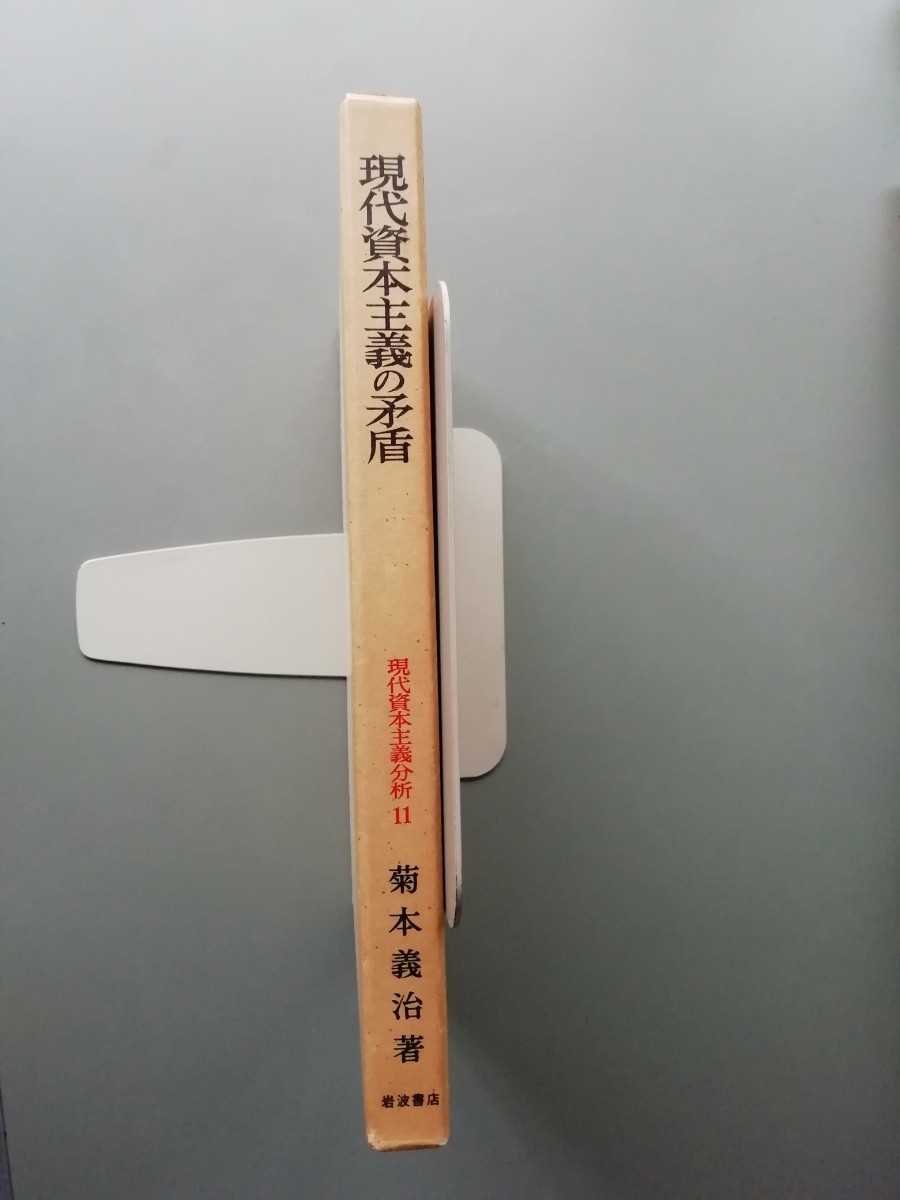 現代資本主義の矛盾
現代資本主義分析 11
菊本義治著
岩波書店